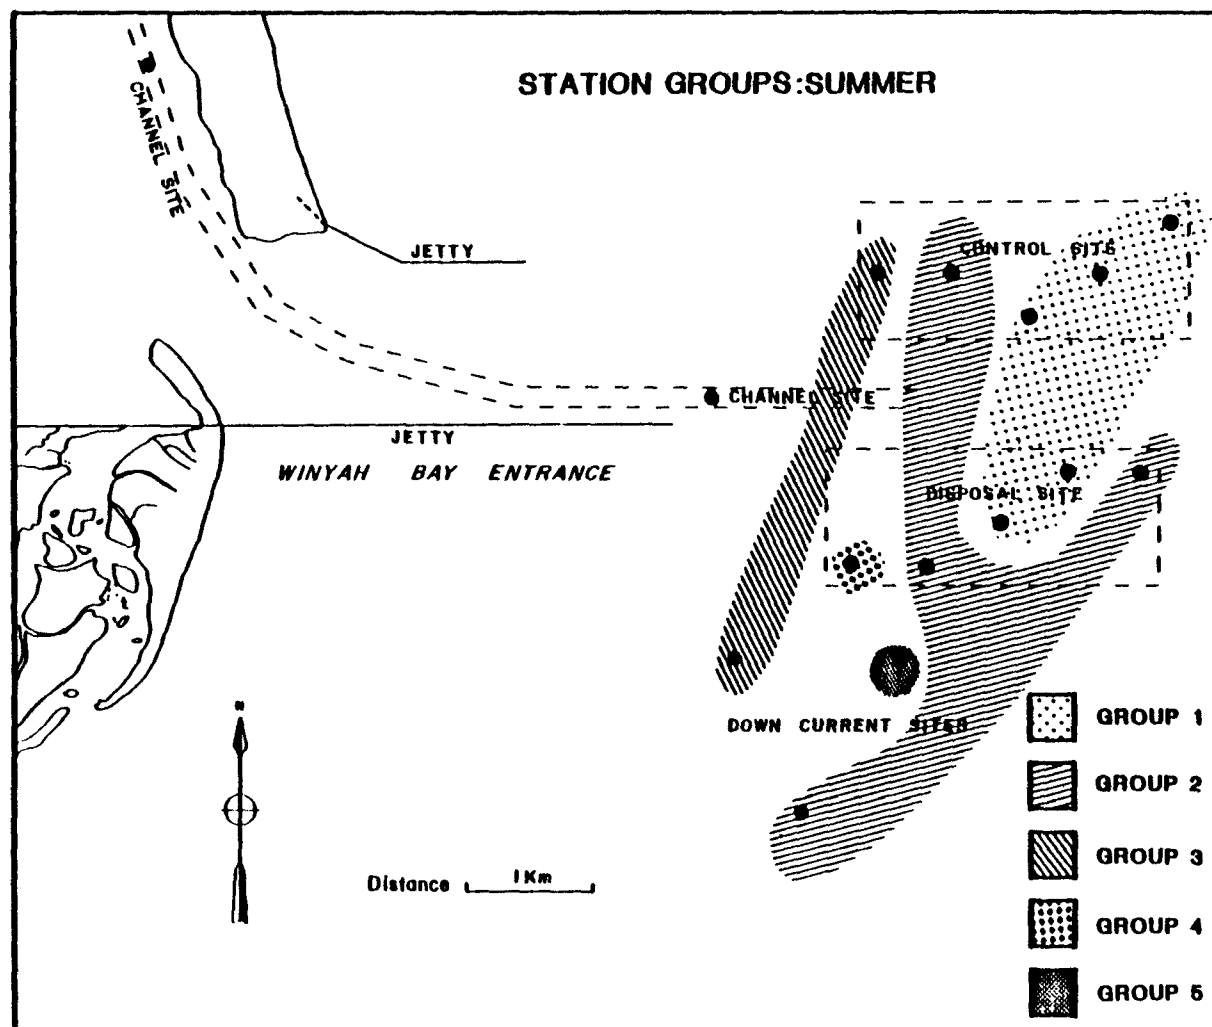 STATION GROUPS:SUMMER
CHANNEL SITE
JETTY
CONTROL SITE
CHANNEL SITE
JETTY
WINYAH BAY ENTRANCE
DISPOSAL SITE
DOWN CURRENT SITES
N
GROUP 1
GROUP 2
GROUP 3
GROUP 4
GROUP 5
Distance 1Km